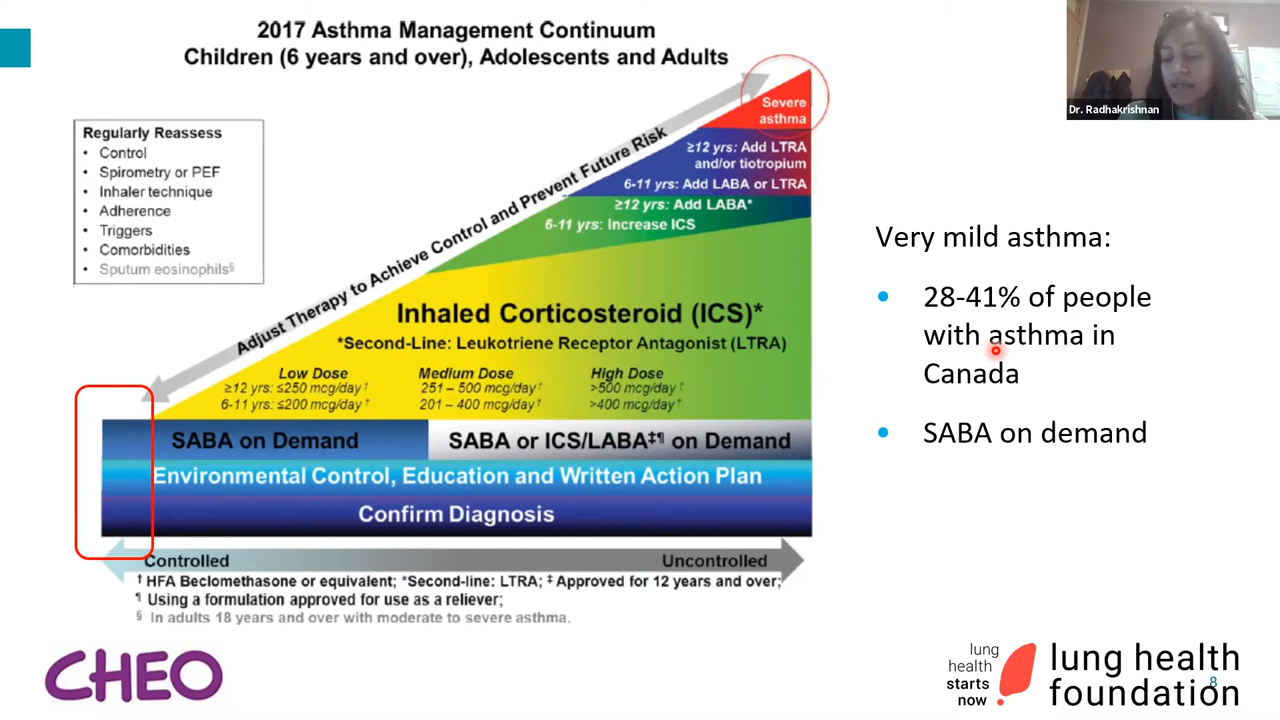 2017 Asthma Management Continuum
Children (6 years and over), Adolescents and Adults
Dr. Radhakrishnan
Regularly Reassess
• Control
• Spirometry or PEF
• Inhaler technique
• Adherence
• Triggers
• Comorbidities
• Sputum eosinophils§
Adjust Therapy to Achieve Control and Prevent Future Risk
Severe
asthma
≥12 yrs: Add LTRA
and/or tiotropium
6-11 yrs: Add LABA or LTRA
≥12 yrs: Add LABA*
6-11 yrs: Increase ICS
Inhaled Corticosteroid (ICS)*
*Second-Line: Leukotriene Receptor Antagonist (LTRA)
Low Dose Medium Dose High Dose
≥12 yrs: ≤250 mcg/day† 251 – 500 mcg/day† >500 mcg/day†
6-11 yrs: ≤200 mcg/day† 201 – 400 mcg/day† >400 mcg/day†
SABA on Demand SABA or ICS/LABA‡¶ on Demand
Environmental Control, Education and Written Action Plan
Confirm Diagnosis
Controlled Uncontrolled
† HFA Beclomethasone or equivalent; *Second-line: LTRA; ‡ Approved for 12 years and over;
¶ Using a formulation approved for use as a reliever;
§ In adults 18 years and over with moderate to severe asthma.
Very mild asthma:
• 28-41% of people
with asthma in
Canada
• SABA on demand
CHEO
lung
health
starts
now
lung health
foundation
8